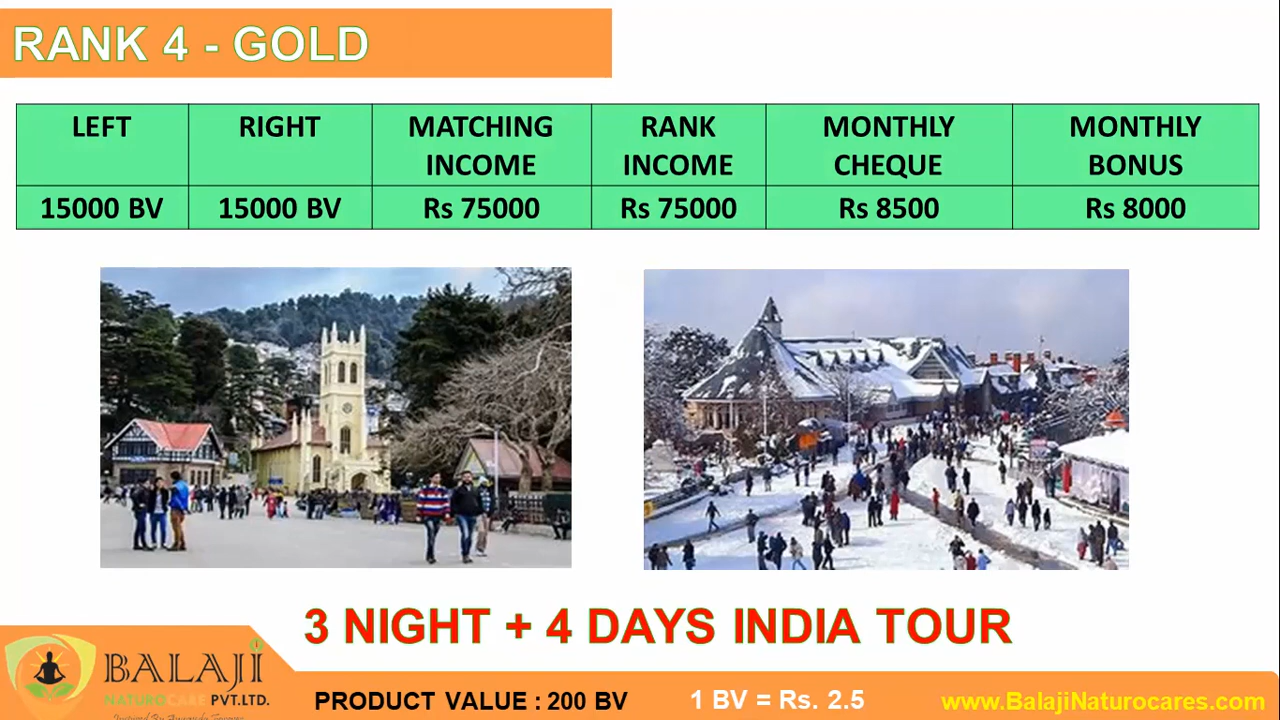 RANK 4 - GOLD
LEFT RIGHT MATCHING INCOME RANK INCOME MONTHLY CHEQUE MONTHLY BONUS
15000 BV 15000 BV Rs 75000 Rs 75000 Rs 8500 Rs 8000
3 NIGHT + 4 DAYS INDIA TOUR
BALAJI
NATUROCARE PVT.LTD.
PRODUCT VALUE : 200 BV 1 BV = Rs. 2.5 www.BalajiNaturocares.com